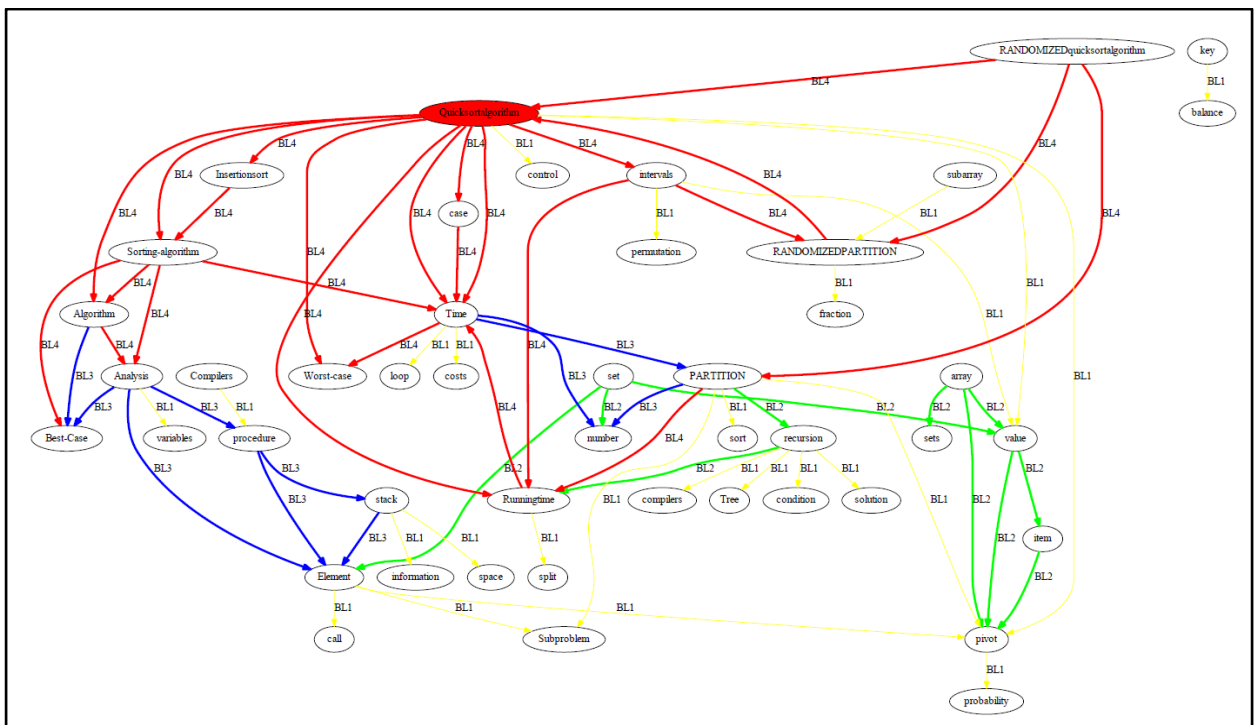 RANDOMIZEDquicksortalgorithm key
BL4 BL1
Quicksortalgorithm balance
BL4 BL4 BL1 BL4 BL4
Insertionsort control intervals subarray
BL4 BL4 BL4 BL4
case
BL4 BL4 BL4 BL4 BL1 BL4 BL1 BL4
Sorting-algorithm permutation RANDOMIZEDPARTITION
BL4 BL4 BL4 BL4 BL1 BL1
Algorithm Time fraction
BL4 BL3 BL4 BL4 BL4 BL1 BL1 BL3 BL3 BL4 BL1 BL1
Analysis Compilers Worst-case loop costs set PARTITION array
BL3 BL1 BL3 BL1 BL4 BL2 BL3 BL1 BL2 BL2 BL2 BL2
Best-Case variables procedure number sort recursion sets value
BL3 BL3 BL2 BL4 BL2 BL1 BL1 BL1 BL1 BL2
stack Runningtime compilers Tree condition solution
BL3 BL1 BL1 BL1 BL1 BL1 BL2 BL2
item
BL2
Element information space split
BL1 BL1 BL1
call Subproblem pivot
BL1
probability